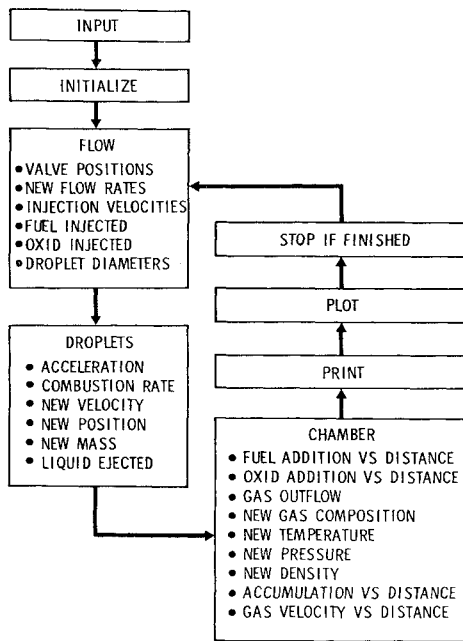 INPUT
INITIALIZE
FLOW
• VALVE POSITIONS
• NEW FLOW RATES
• INJECTION VELOCITIES
• FUEL INJECTED
• OXID INJECTED
• DROPLET DIAMETERS
DROPLETS
• ACCELERATION
• COMBUSTION RATE
• NEW VELOCITY
• NEW POSITION
• NEW MASS
• LIQUID EJECTED
CHAMBER
• FUEL ADDITION VS DISTANCE
• OXID ADDITION VS DISTANCE
• GAS OUTFLOW
• NEW GAS COMPOSITION
• NEW TEMPERATURE
• NEW PRESSURE
• NEW DENSITY
• ACCUMULATION VS DISTANCE
• GAS VELOCITY VS DISTANCE
PRINT
PLOT
STOP IF FINISHED